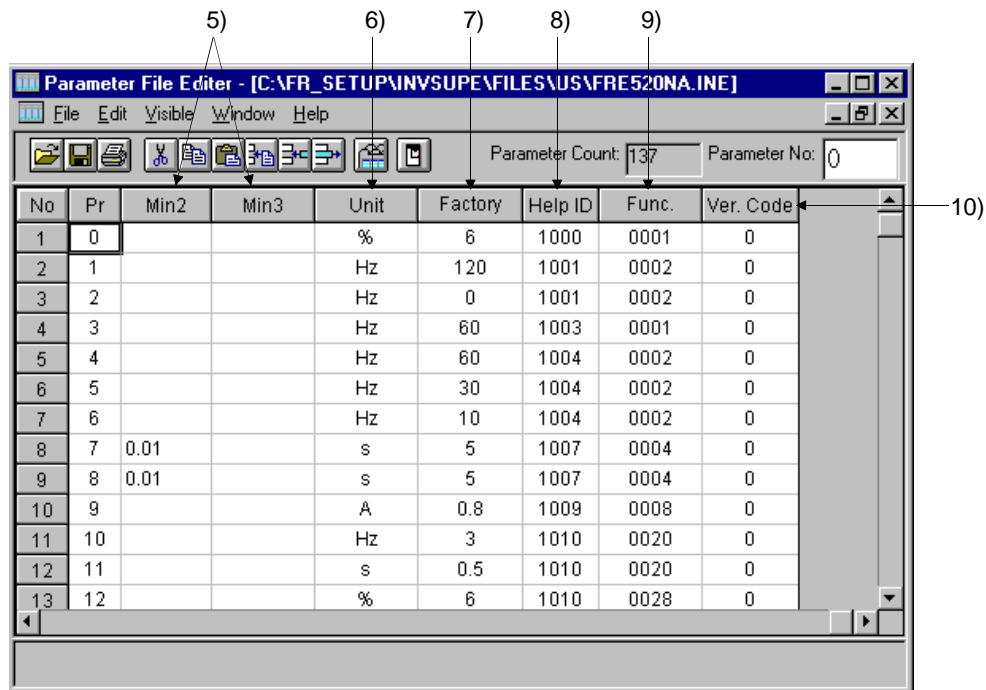 5) 6) 7) 8) 9)
Parameter File Editer - [C:\FR_SETUP\INVSUPE\FILES\US\FRE520NA.INE]
File Edit Visible Window Help
Parameter Count: 137 Parameter No: 0
No Pr Min2 Min3 Unit Factory Help ID Func. Ver. Code 10)
1 0 % 6 1000 0001 0
2 1 Hz 120 1001 0002 0
3 2 Hz 0 1001 0002 0
4 3 Hz 60 1003 0001 0
5 4 Hz 60 1004 0002 0
6 5 Hz 30 1004 0002 0
7 6 Hz 10 1004 0002 0
8 7 0.01 s 5 1007 0004 0
9 8 0.01 s 5 1007 0004 0
10 9 A 0.8 1009 0008 0
11 10 Hz 3 1010 0020 0
12 11 s 0.5 1010 0020 0
13 12 % 6 1010 0028 0